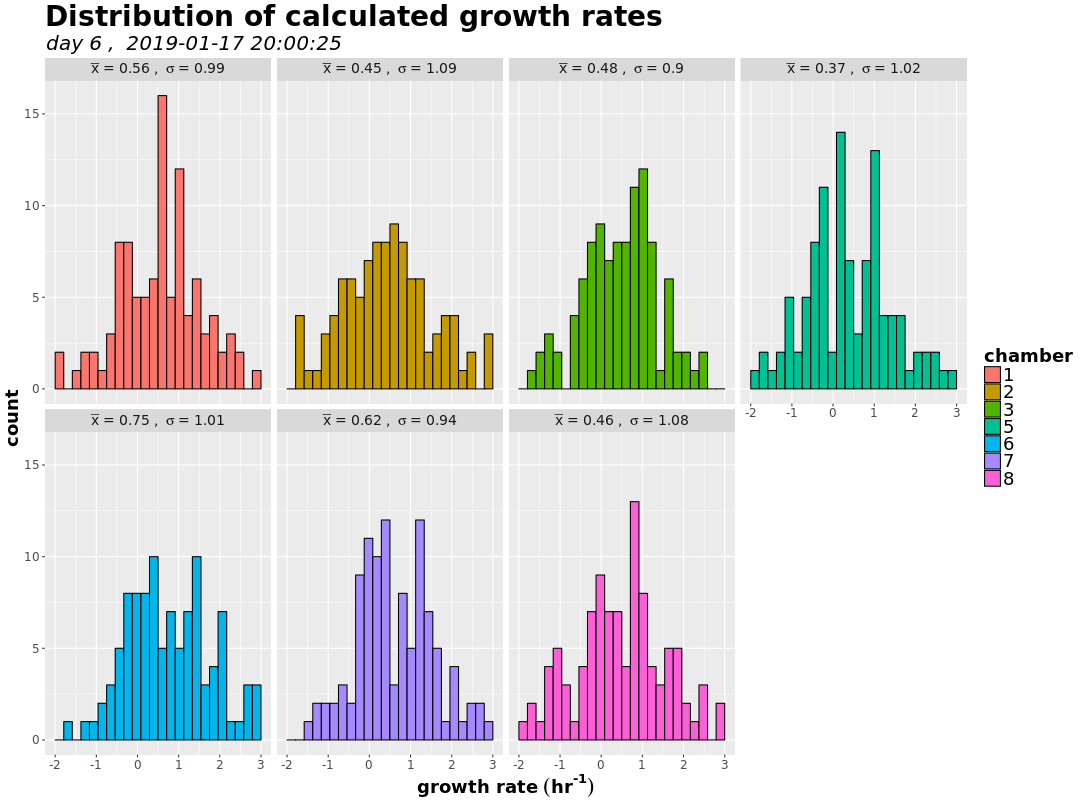 Distribution of calculated growth rates
day 6 , 2019-01-17 20:00:25
x̅ = 0.56 , σ = 0.99
x̅ = 0.45 , σ = 1.09
x̅ = 0.48 , σ = 0.9
x̅ = 0.37 , σ = 1.02
15
10
5
0
-2 -1 0 1 2 3
x̅ = 0.75 , σ = 1.01
x̅ = 0.62 , σ = 0.94
x̅ = 0.46 , σ = 1.08
15
10
5
0
-2 -1 0 1 2 3
-2 -1 0 1 2 3
-2 -1 0 1 2 3
count
growth rate (hr⁻¹)
chamber
1
2
3
5
6
7
8